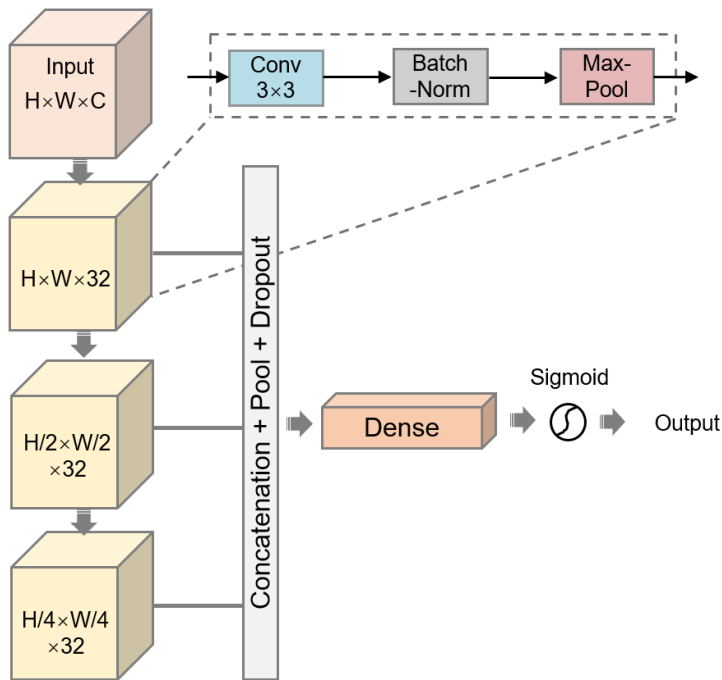 Input
H×W×C
Conv
3×3
Batch
-Norm
Max-
Pool
H×W×32
H/2×W/2
×32
H/4×W/4
×32
Concatenation + Pool + Dropout
Dense
Sigmoid
Output